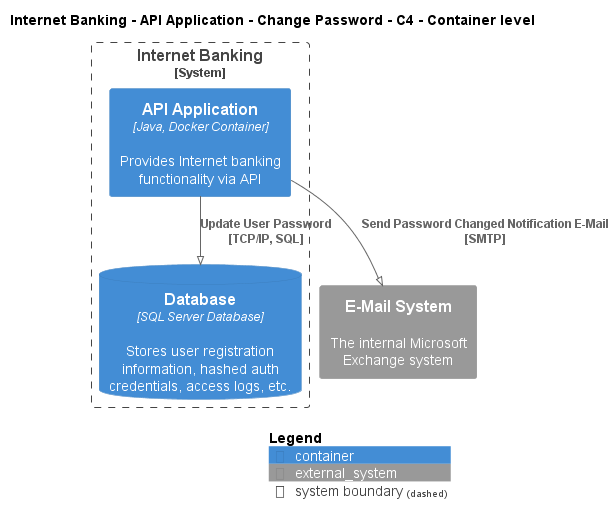 Internet Banking - API Application - Change Password - C4 - Container level
Internet Banking
[System]
API Application
[Java, Docker Container]
Provides Internet banking
functionality via API
Update User Password
[TCP/IP, SQL]
Send Password Changed Notification E-Mail
[SMTP]
Database
[SQL Server Database]
Stores user registration
information, hashed auth
credentials, access logs, etc.
E-Mail System
The internal Microsoft
Exchange system
Legend
container
external_system
system boundary (dashed)